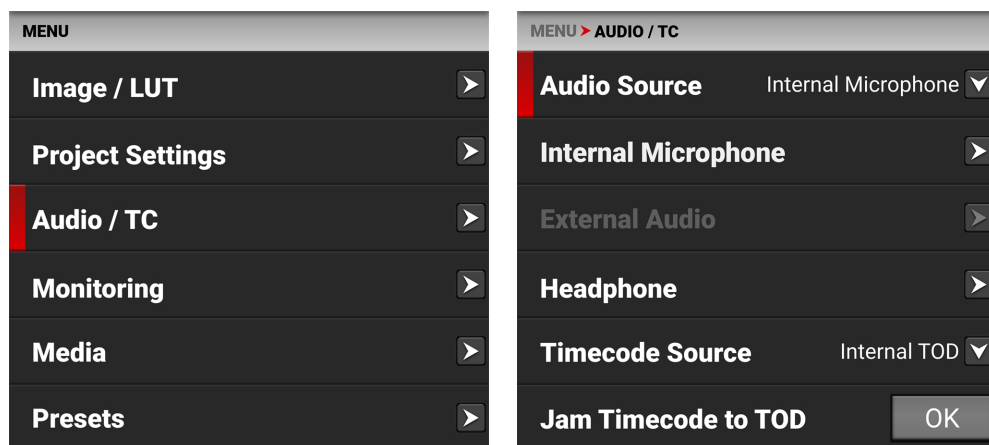 MENU
Image / LUT
Project Settings
Audio / TC
Monitoring
Media
Presets
MENU AUDIO / TC
Audio Source Internal Microphone
Internal Microphone
External Audio
Headphone
Timecode Source Internal TOD
Jam Timecode to TOD OK